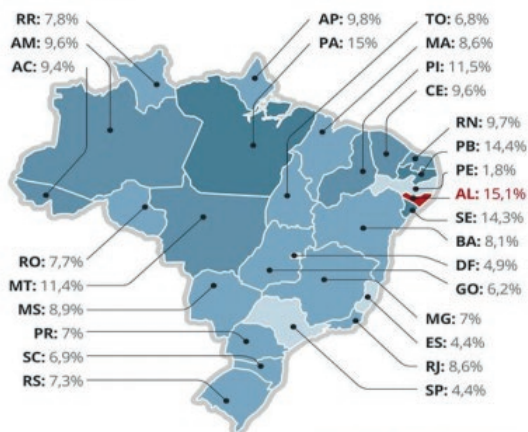 RR: 7,8%
AM: 9,6%
AC: 9,4%
AP: 9,8%
PA: 15%
TO: 6,8%
MA: 8,6%
PI: 11,5%
CE: 9,6%
RN: 9,7%
PB: 14,4%
PE: 1,8%
AL: 15,1%
SE: 14,3%
BA: 8,1%
DF: 4,9%
GO: 6,2%
RO: 7,7%
MT: 11,4%
MS: 8,9%
PR: 7%
SC: 6,9%
RS: 7,3%
MG: 7%
ES: 4,4%
RJ: 8,6%
SP: 4,4%